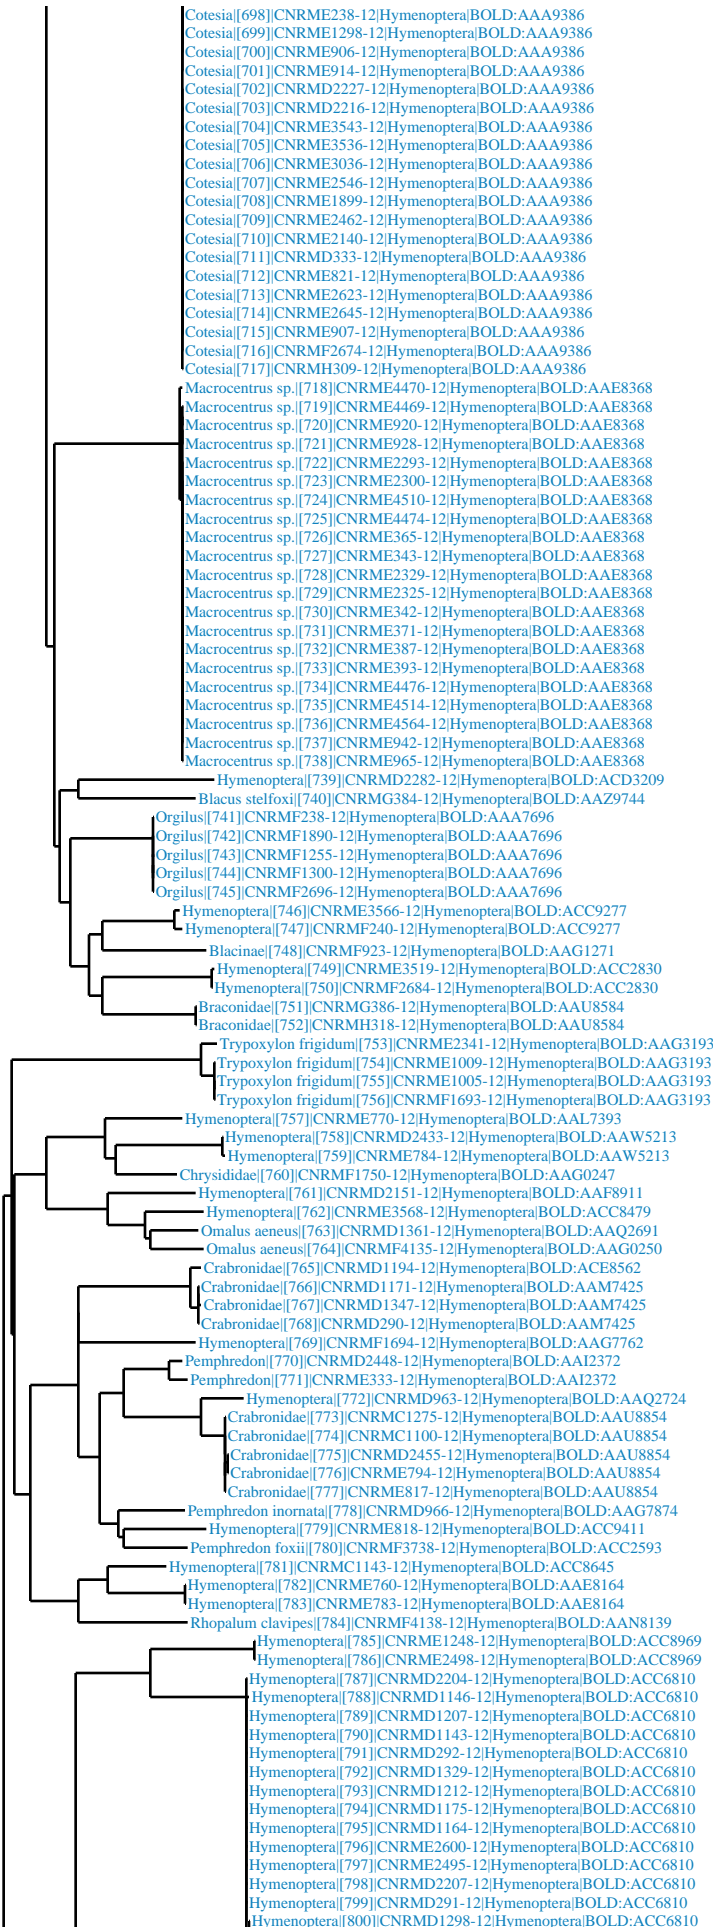 Cotesia|[698]|CNRME238-12|Hymenoptera|BOLD:AAA9386
Cotesia|[699]|CNRME1298-12|Hymenoptera|BOLD:AAA9386
Cotesia|[700]|CNRME906-12|Hymenoptera|BOLD:AAA9386
Cotesia|[701]|CNRME914-12|Hymenoptera|BOLD:AAA9386
Cotesia|[702]|CNRMD2227-12|Hymenoptera|BOLD:AAA9386
Cotesia|[703]|CNRMD2216-12|Hymenoptera|BOLD:AAA9386
Cotesia|[704]|CNRME3543-12|Hymenoptera|BOLD:AAA9386
Cotesia|[705]|CNRME3536-12|Hymenoptera|BOLD:AAA9386
Cotesia|[706]|CNRME3036-12|Hymenoptera|BOLD:AAA9386
Cotesia|[707]|CNRME2546-12|Hymenoptera|BOLD:AAA9386
Cotesia|[708]|CNRME1899-12|Hymenoptera|BOLD:AAA9386
Cotesia|[709]|CNRME2462-12|Hymenoptera|BOLD:AAA9386
Cotesia|[710]|CNRME2140-12|Hymenoptera|BOLD:AAA9386
Cotesia|[711]|CNRMD333-12|Hymenoptera|BOLD:AAA9386
Cotesia|[712]|CNRME821-12|Hymenoptera|BOLD:AAA9386
Cotesia|[713]|CNRME2623-12|Hymenoptera|BOLD:AAA9386
Cotesia|[714]|CNRME2645-12|Hymenoptera|BOLD:AAA9386
Cotesia|[715]|CNRME907-12|Hymenoptera|BOLD:AAA9386
Cotesia|[716]|CNRMF2674-12|Hymenoptera|BOLD:AAA9386
Cotesia|[717]|CNRMH309-12|Hymenoptera|BOLD:AAA9386
Macrocentrus sp.|[718]|CNRME4470-12|Hymenoptera|BOLD:AAE8368
Macrocentrus sp.|[719]|CNRME4469-12|Hymenoptera|BOLD:AAE8368
Macrocentrus sp.|[720]|CNRME920-12|Hymenoptera|BOLD:AAE8368
Macrocentrus sp.|[721]|CNRME928-12|Hymenoptera|BOLD:AAE8368
Macrocentrus sp.|[722]|CNRME2293-12|Hymenoptera|BOLD:AAE8368
Macrocentrus sp.|[723]|CNRME2300-12|Hymenoptera|BOLD:AAE8368
Macrocentrus sp.|[724]|CNRME4510-12|Hymenoptera|BOLD:AAE8368
Macrocentrus sp.|[725]|CNRME4474-12|Hymenoptera|BOLD:AAE8368
Macrocentrus sp.|[726]|CNRME365-12|Hymenoptera|BOLD:AAE8368
Macrocentrus sp.|[727]|CNRME343-12|Hymenoptera|BOLD:AAE8368
Macrocentrus sp.|[728]|CNRME2329-12|Hymenoptera|BOLD:AAE8368
Macrocentrus sp.|[729]|CNRME2325-12|Hymenoptera|BOLD:AAE8368
Macrocentrus sp.|[730]|CNRME342-12|Hymenoptera|BOLD:AAE8368
Macrocentrus sp.|[731]|CNRME371-12|Hymenoptera|BOLD:AAE8368
Macrocentrus sp.|[732]|CNRME387-12|Hymenoptera|BOLD:AAE8368
Macrocentrus sp.|[733]|CNRME393-12|Hymenoptera|BOLD:AAE8368
Macrocentrus sp.|[734]|CNRME4476-12|Hymenoptera|BOLD:AAE8368
Macrocentrus sp.|[735]|CNRME4514-12|Hymenoptera|BOLD:AAE8368
Macrocentrus sp.|[736]|CNRME4564-12|Hymenoptera|BOLD:AAE8368
Macrocentrus sp.|[737]|CNRME942-12|Hymenoptera|BOLD:AAE8368
Macrocentrus sp.|[738]|CNRME965-12|Hymenoptera|BOLD:AAE8368
Hymenoptera|[739]|CNRMD2282-12|Hymenoptera|BOLD:ACD3209
Blacus stelfoxi|[740]|CNRMG384-12|Hymenoptera|BOLD:AAZ9744
Orgilus|[741]|CNRMF238-12|Hymenoptera|BOLD:AAA7696
Orgilus|[742]|CNRMF1890-12|Hymenoptera|BOLD:AAA7696
Orgilus|[743]|CNRMF1255-12|Hymenoptera|BOLD:AAA7696
Orgilus|[744]|CNRMF1300-12|Hymenoptera|BOLD:AAA7696
Orgilus|[745]|CNRMF2696-12|Hymenoptera|BOLD:AAA7696
Hymenoptera|[746]|CNRME3566-12|Hymenoptera|BOLD:ACC9277
Hymenoptera|[747]|CNRMF240-12|Hymenoptera|BOLD:ACC9277
Blacinae|[748]|CNRMF923-12|Hymenoptera|BOLD:AAG1271
Hymenoptera|[749]|CNRME3519-12|Hymenoptera|BOLD:ACC2830
Hymenoptera|[750]|CNRMF2684-12|Hymenoptera|BOLD:ACC2830
Braconidae|[751]|CNRMG386-12|Hymenoptera|BOLD:AAU8584
Braconidae|[752]|CNRMH318-12|Hymenoptera|BOLD:AAU8584
Trypoxylon frigidum|[753]|CNRME2341-12|Hymenoptera|BOLD:AAG3193
Trypoxylon frigidum|[754]|CNRME1009-12|Hymenoptera|BOLD:AAG3193
Trypoxylon frigidum|[755]|CNRME1005-12|Hymenoptera|BOLD:AAG3193
Trypoxylon frigidum|[756]|CNRMF1693-12|Hymenoptera|BOLD:AAG3193
Hymenoptera|[757]|CNRME770-12|Hymenoptera|BOLD:AAL7393
Hymenoptera|[758]|CNRMD2433-12|Hymenoptera|BOLD:AAW5213
Hymenoptera|[759]|CNRME784-12|Hymenoptera|BOLD:AAW5213
Chrysididae|[760]|CNRMF1750-12|Hymenoptera|BOLD:AAG0247
Hymenoptera|[761]|CNRMD2151-12|Hymenoptera|BOLD:AAF8911
Hymenoptera|[762]|CNRME3568-12|Hymenoptera|BOLD:ACC8479
Omalus aeneus|[763]|CNRMD1361-12|Hymenoptera|BOLD:AAQ2691
Omalus aeneus|[764]|CNRMF4135-12|Hymenoptera|BOLD:AAG0250
Crabronidae|[765]|CNRMD1194-12|Hymenoptera|BOLD:ACE8562
Crabronidae|[766]|CNRMD1171-12|Hymenoptera|BOLD:AAM7425
Crabronidae|[767]|CNRMD1347-12|Hymenoptera|BOLD:AAM7425
Crabronidae|[768]|CNRMD290-12|Hymenoptera|BOLD:AAM7425
Hymenoptera|[769]|CNRMF1694-12|Hymenoptera|BOLD:AAG7762
Pemphredon|[770]|CNRMD2448-12|Hymenoptera|BOLD:AAI2372
Pemphredon|[771]|CNRME333-12|Hymenoptera|BOLD:AAI2372
Hymenoptera|[772]|CNRMD963-12|Hymenoptera|BOLD:AAQ2724
Crabronidae|[773]|CNRMC1275-12|Hymenoptera|BOLD:AAU8854
Crabronidae|[774]|CNRMC1100-12|Hymenoptera|BOLD:AAU8854
Crabronidae|[775]|CNRMD2455-12|Hymenoptera|BOLD:AAU8854
Crabronidae|[776]|CNRME794-12|Hymenoptera|BOLD:AAU8854
Crabronidae|[777]|CNRME817-12|Hymenoptera|BOLD:AAU8854
Pemphredon inornata|[778]|CNRMD966-12|Hymenoptera|BOLD:AAG7874
Hymenoptera|[779]|CNRME818-12|Hymenoptera|BOLD:ACC9411
Pemphredon foxii|[780]|CNRMF3738-12|Hymenoptera|BOLD:ACC2593
Hymenoptera|[781]|CNRMC1143-12|Hymenoptera|BOLD:ACC8645
Hymenoptera|[782]|CNRME760-12|Hymenoptera|BOLD:AAE8164
Hymenoptera|[783]|CNRME783-12|Hymenoptera|BOLD:AAE8164
Rhopalum clavipes|[784]|CNRMF4138-12|Hymenoptera|BOLD:AAN8139
Hymenoptera|[785]|CNRME1248-12|Hymenoptera|BOLD:ACC8969
Hymenoptera|[786]|CNRME2498-12|Hymenoptera|BOLD:ACC8969
Hymenoptera|[787]|CNRMD2204-12|Hymenoptera|BOLD:ACC6810
Hymenoptera|[788]|CNRMD1146-12|Hymenoptera|BOLD:ACC6810
Hymenoptera|[789]|CNRMD1207-12|Hymenoptera|BOLD:ACC6810
Hymenoptera|[790]|CNRMD1143-12|Hymenoptera|BOLD:ACC6810
Hymenoptera|[791]|CNRMD292-12|Hymenoptera|BOLD:ACC6810
Hymenoptera|[792]|CNRMD1329-12|Hymenoptera|BOLD:ACC6810
Hymenoptera|[793]|CNRMD1212-12|Hymenoptera|BOLD:ACC6810
Hymenoptera|[794]|CNRMD1175-12|Hymenoptera|BOLD:ACC6810
Hymenoptera|[795]|CNRMD1164-12|Hymenoptera|BOLD:ACC6810
Hymenoptera|[796]|CNRME2600-12|Hymenoptera|BOLD:ACC6810
Hymenoptera|[797]|CNRME2495-12|Hymenoptera|BOLD:ACC6810
Hymenoptera|[798]|CNRMD2207-12|Hymenoptera|BOLD:ACC6810
Hymenoptera|[799]|CNRMD291-12|Hymenoptera|BOLD:ACC6810
Hymenoptera|[800]|CNRMD1298-12|Hymenoptera|BOLD:ACC6810